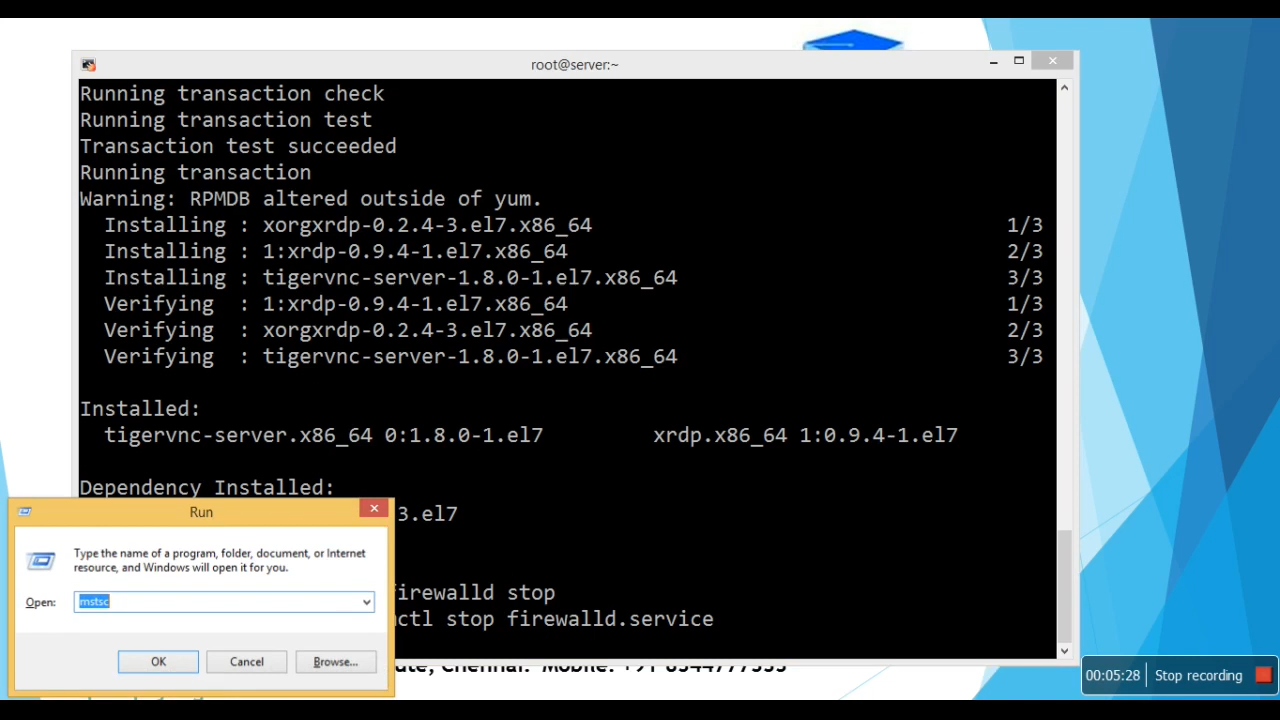 root@server:~
Running transaction check
Running transaction test
Transaction test succeeded
Running transaction
Warning: RPMDB altered outside of yum.
  Installing : xorgxrdp-0.2.4-3.el7.x86_64 1/3
  Installing : 1:xrdp-0.9.4-1.el7.x86_64 2/3
  Installing : tigervnc-server-1.8.0-1.el7.x86_64 3/3
  Verifying  : 1:xrdp-0.9.4-1.el7.x86_64 1/3
  Verifying  : xorgxrdp-0.2.4-3.el7.x86_64 2/3
  Verifying  : tigervnc-server-1.8.0-1.el7.x86_64 3/3
Installed:
  tigervnc-server.x86_64 0:1.8.0-1.el7 xrdp.x86_64 1:0.9.4-1.el7
Dependency Installed:
3.el7
firewalld stop
ctl stop firewalld.service
Run
Type the name of a program, folder, document, or Internet
resource, and Windows will open it for you.
Open: mstsc
OK Cancel Browse...
Chennai. Mobile: +91
00:05:28 Stop recording